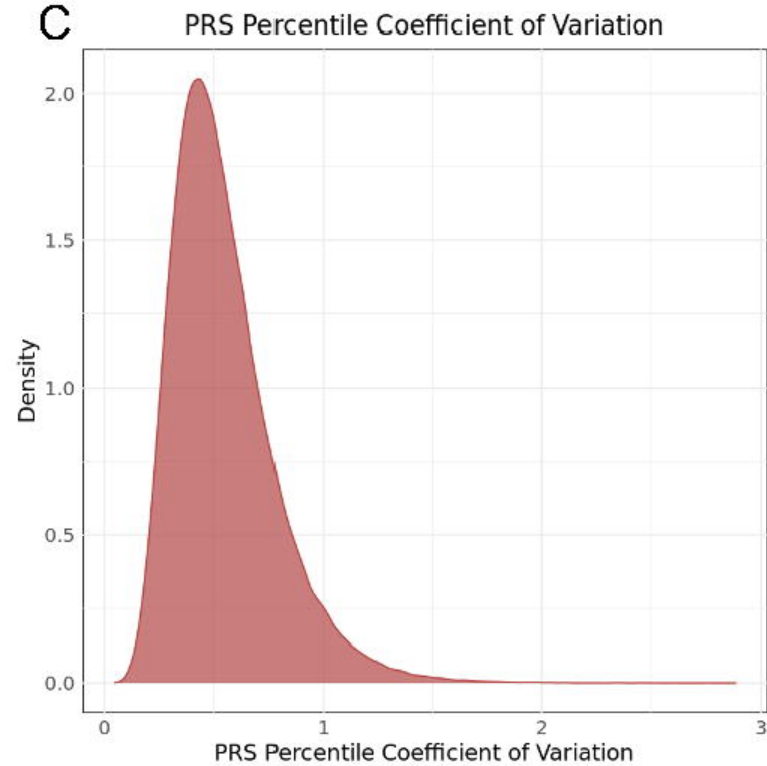 C
PRS Percentile Coefficient of Variation
2.0
1.5
1.0
0.5
0.0
Density
0
1
2
3
PRS Percentile Coefficient of Variation